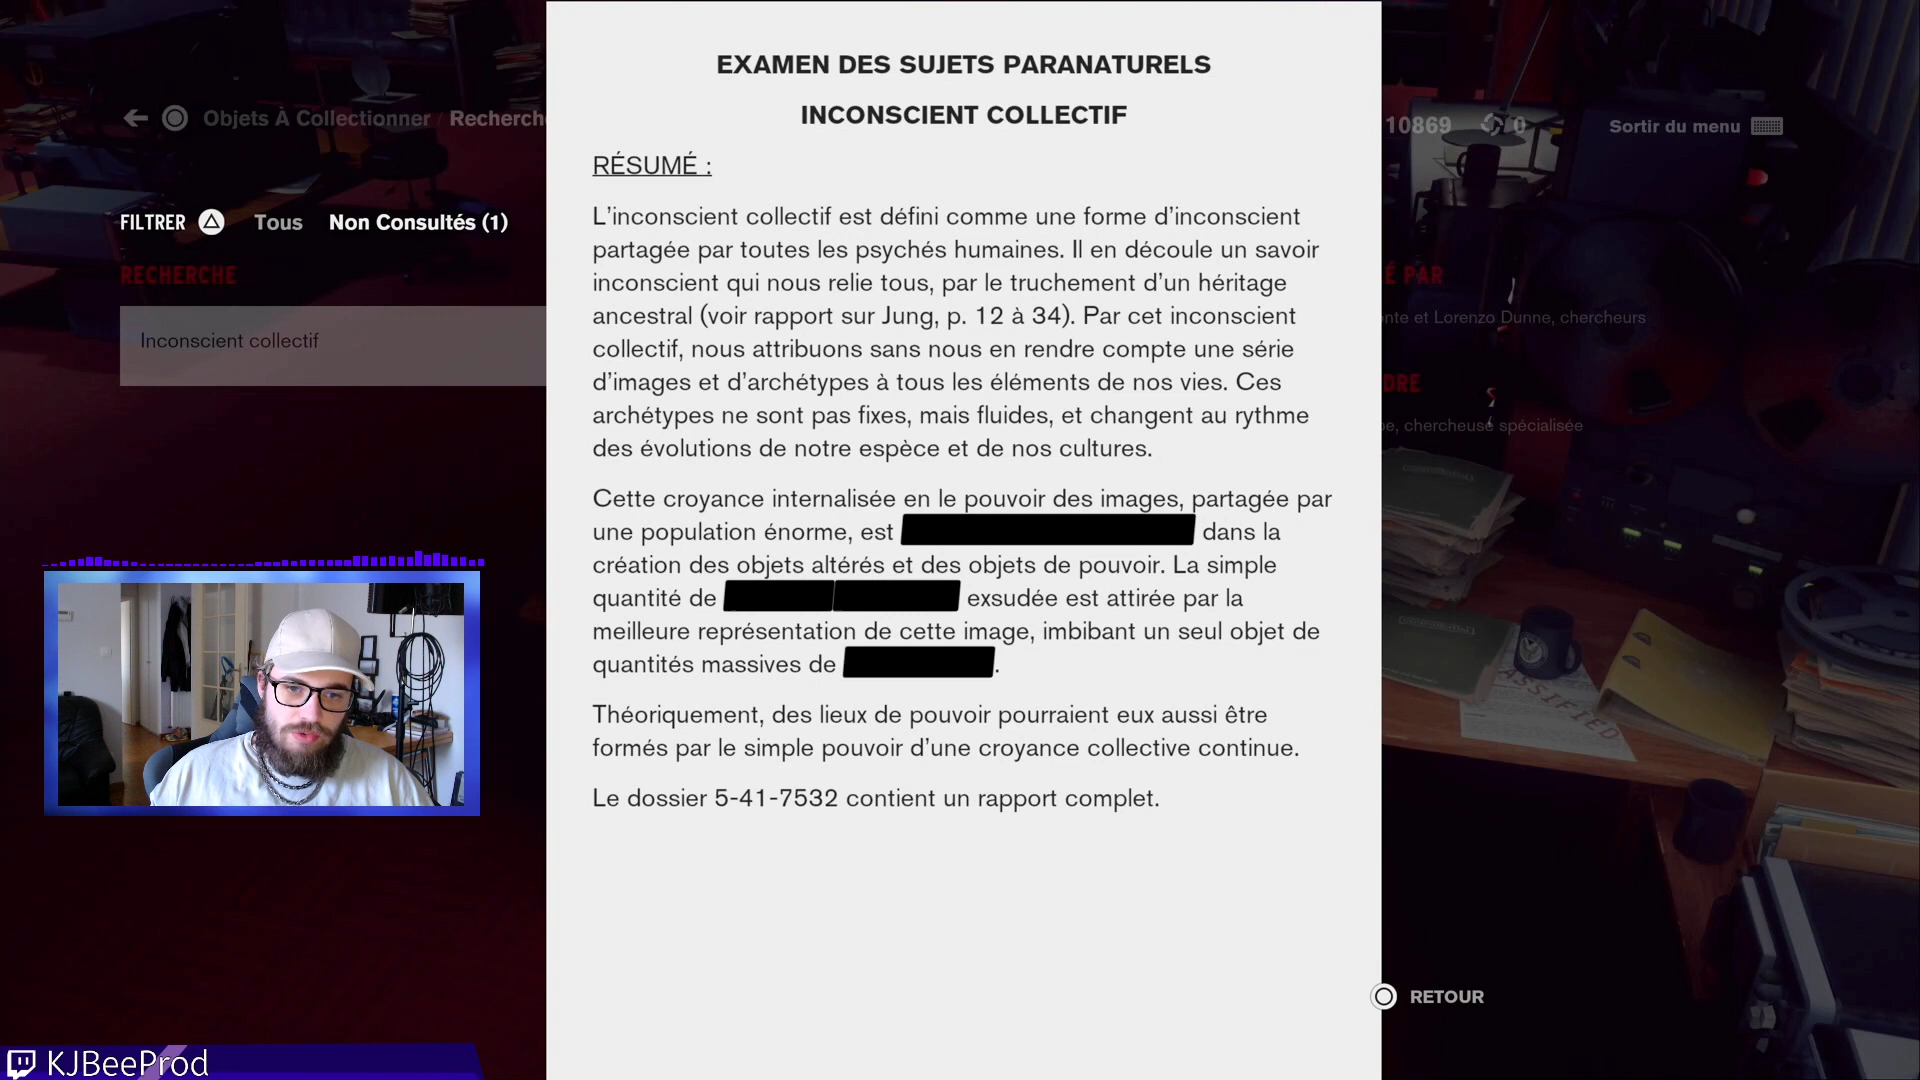 EXAMEN DES SUJETS PARANATURELS
INCONSCIENT COLLECTIF
Objets À Collectionner / Recherche
10869 0
Sortir du menu
FILTRER Tous Non Consultés (1)
RECHERCHE
Inconscient collectif
RÉSUMÉ :
L'inconscient collectif est défini comme une forme d'inconscient
partagée par toutes les psychés humaines. Il en découle un savoir
inconscient qui nous relie tous, par le truchement d'un héritage
ancestral (voir rapport sur Jung, p. 12 à 34). Par cet inconscient
collectif, nous attribuons sans nous en rendre compte une série
d'images et d'archétypes à tous les éléments de nos vies. Ces
archétypes ne sont pas fixes, mais fluides, et changent au rythme
des évolutions de notre espèce et de nos cultures.
Cette croyance internalisée en le pouvoir des images, partagée par
une population énorme, est dans la
création des objets altérés et des objets de pouvoir. La simple
quantité de exsudée est attirée par la
meilleure représentation de cette image, imbibant un seul objet de
quantités massives de .
Théoriquement, des lieux de pouvoir pourraient eux aussi être
formés par le simple pouvoir d'une croyance collective continue.
Le dossier 5-41-7532 contient un rapport complet.
É PAR
et Lorenzo Dunne, chercheurs
DRE
, chercheuse spécialisée
RETOUR
KJBeeProd